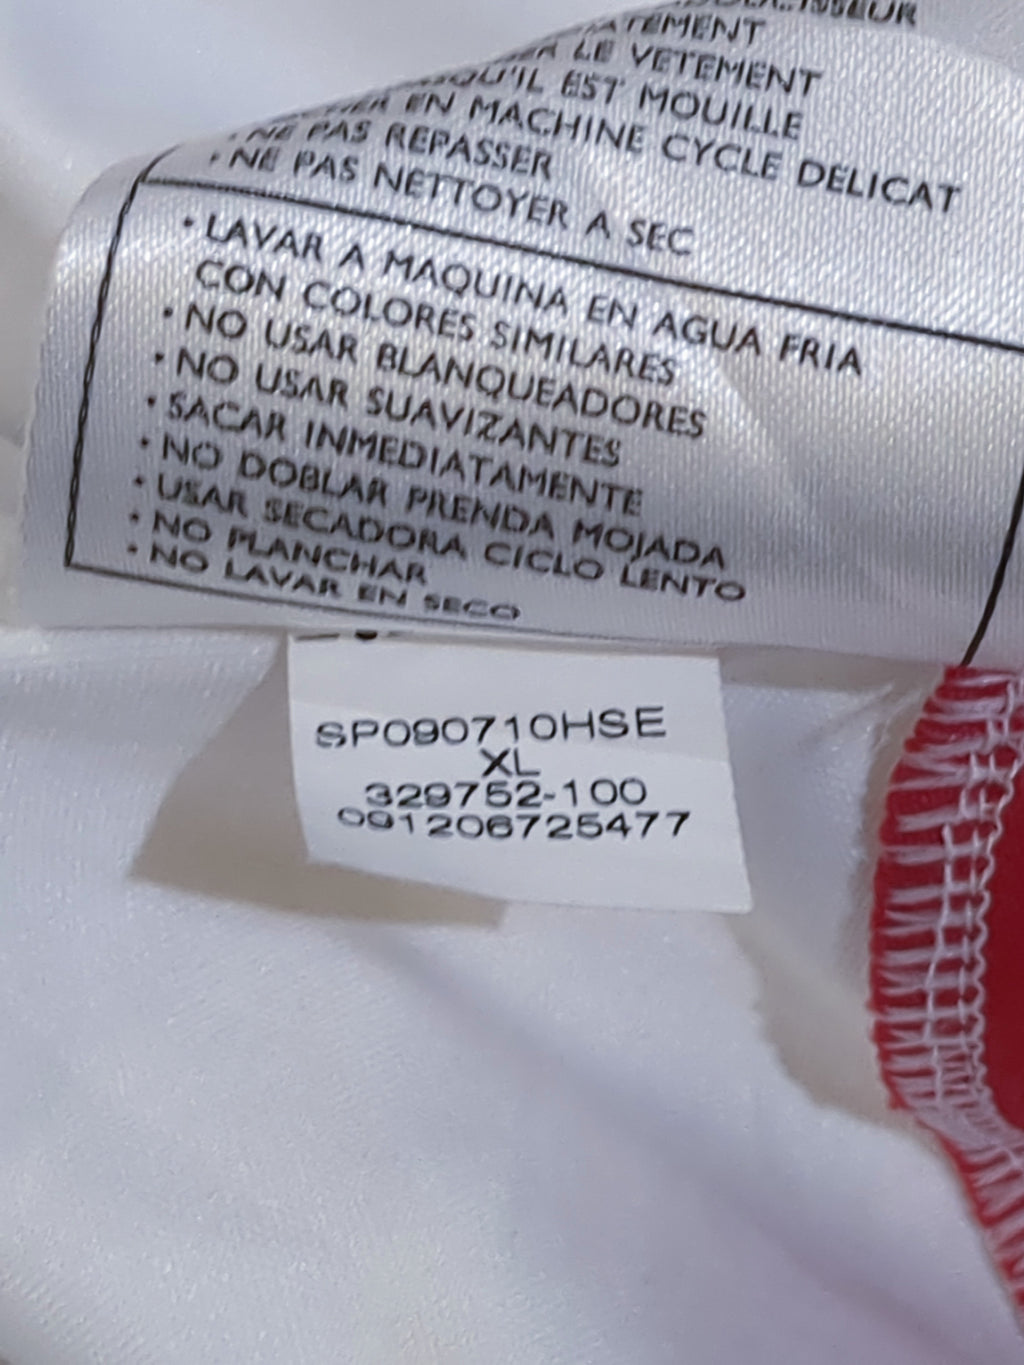 LE VETEMENT
QU'IL EST MOUILLE
EN MACHINE CYCLE DELICAT
· NE PAS REPASSER
· NE PAS NETTOYER A SEC
· LAVAR A MAQUINA EN AGUA FRIA
CON COLORES SIMILARES
· NO USAR BLANQUEADORES
· NO USAR SUAVIZANTES
· SACAR INMEDIATAMENTE
· NO DOBLAR PRENDA MOJADA
· USAR SECADORA CICLO LENTO
· NO PLANCHAR
· NO LAVAR EN SECO
SP090710HSE
XL
329752-100
091206725477